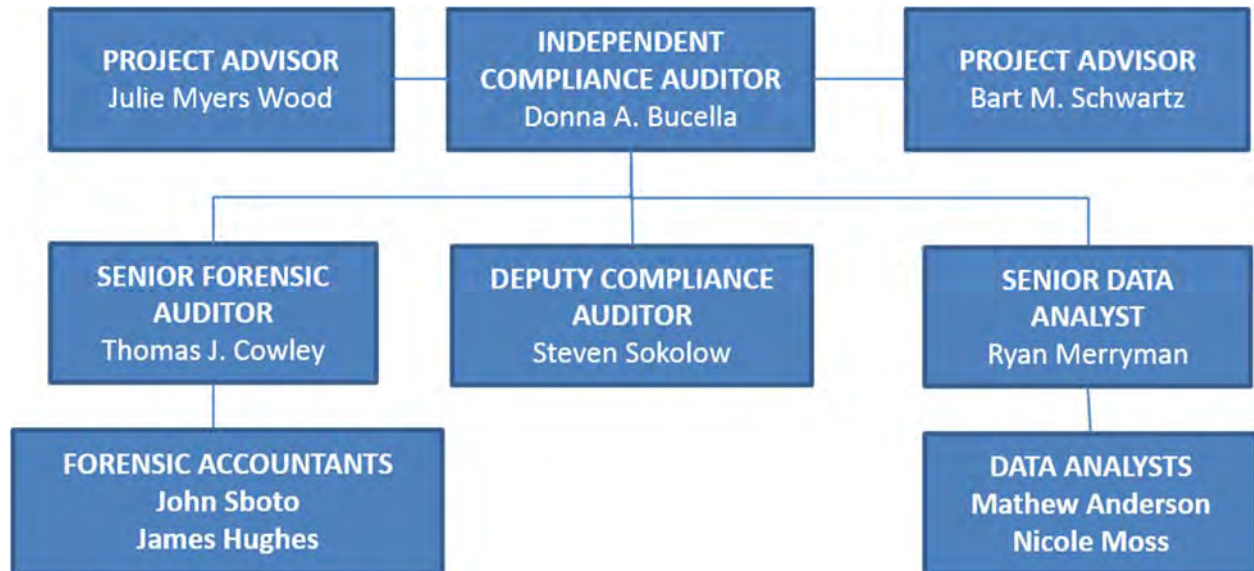 PROJECT ADVISOR
Julie Myers Wood
INDEPENDENT
COMPLIANCE AUDITOR
Donna A. Bucella
PROJECT ADVISOR
Bart M. Schwartz
SENIOR FORENSIC
AUDITOR
Thomas J. Cowley
DEPUTY COMPLIANCE
AUDITOR
Steven Sokolow
SENIOR DATA
ANALYST
Ryan Merryman
FORENSIC ACCOUNTANTS
John Sboto
James Hughes
DATA ANALYSTS
Mathew Anderson
Nicole Moss